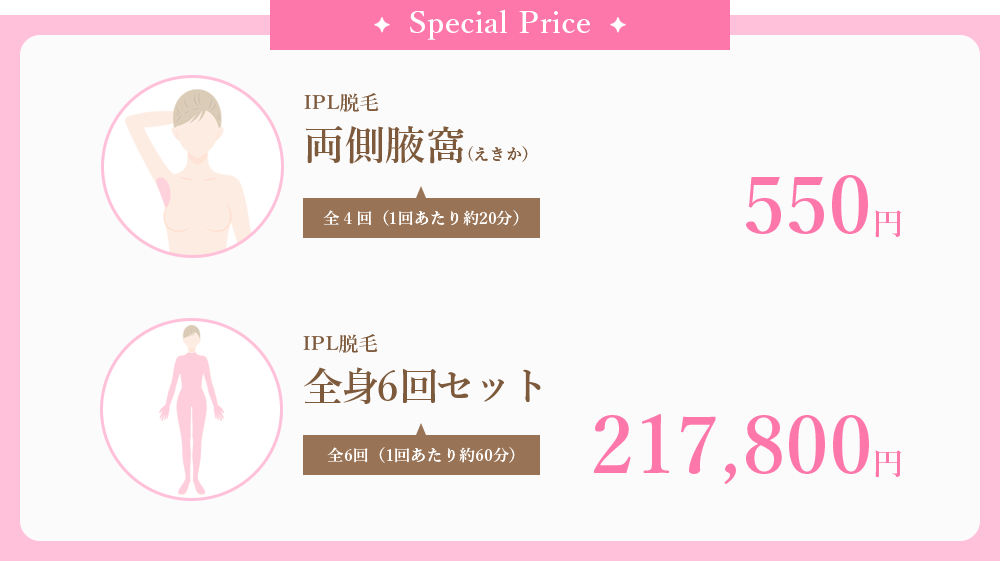 ✦ Special Price ✦
IPL脱毛
両側腋窩(えきか)
全４回（1回あたり約20分）
550円
IPL脱毛
全身6回セット
全6回（1回あたり約60分）
217,800円